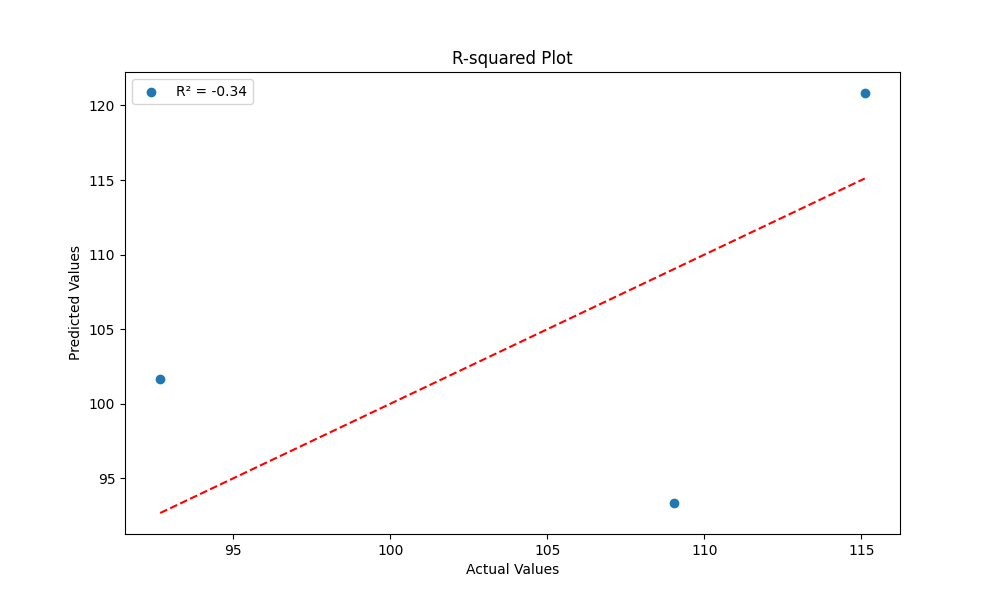 R-squared Plot
R² = -0.34
120
115
110
105
100
95
Predicted Values
95
100
105
110
115
Actual Values